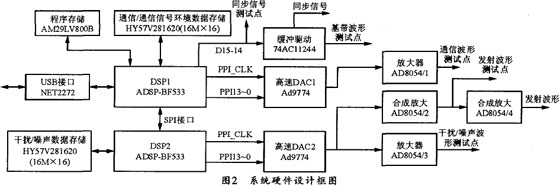 程序存储
AM29LV800B
通信/通信信号环境数据存储
HY57V281620(16M×16)
同步信号
测试点
同步信号
D15-14
缓冲驱动
74AC11244
基带波形
测试点
USB接口
NET2272
DSP1
ADSP-BF533
PPI_CLK
PPI13~0
高速DAC1
Ad9774
放大器
AD8054/1
通信波形
测试点
发射波形
测试点
SPI接口
合成放大
AD8054/2
合成放大
AD8054/4
发射波形
干扰/噪声数据存储
HY57V281620
(16M×16)
DSP2
ADSP-BF533
PPI_CLK
PPI13~0
高速DAC2
Ad9774
放大器
AD8054/3
干扰/噪声波
形测试点
图2 系统硬件设计框图